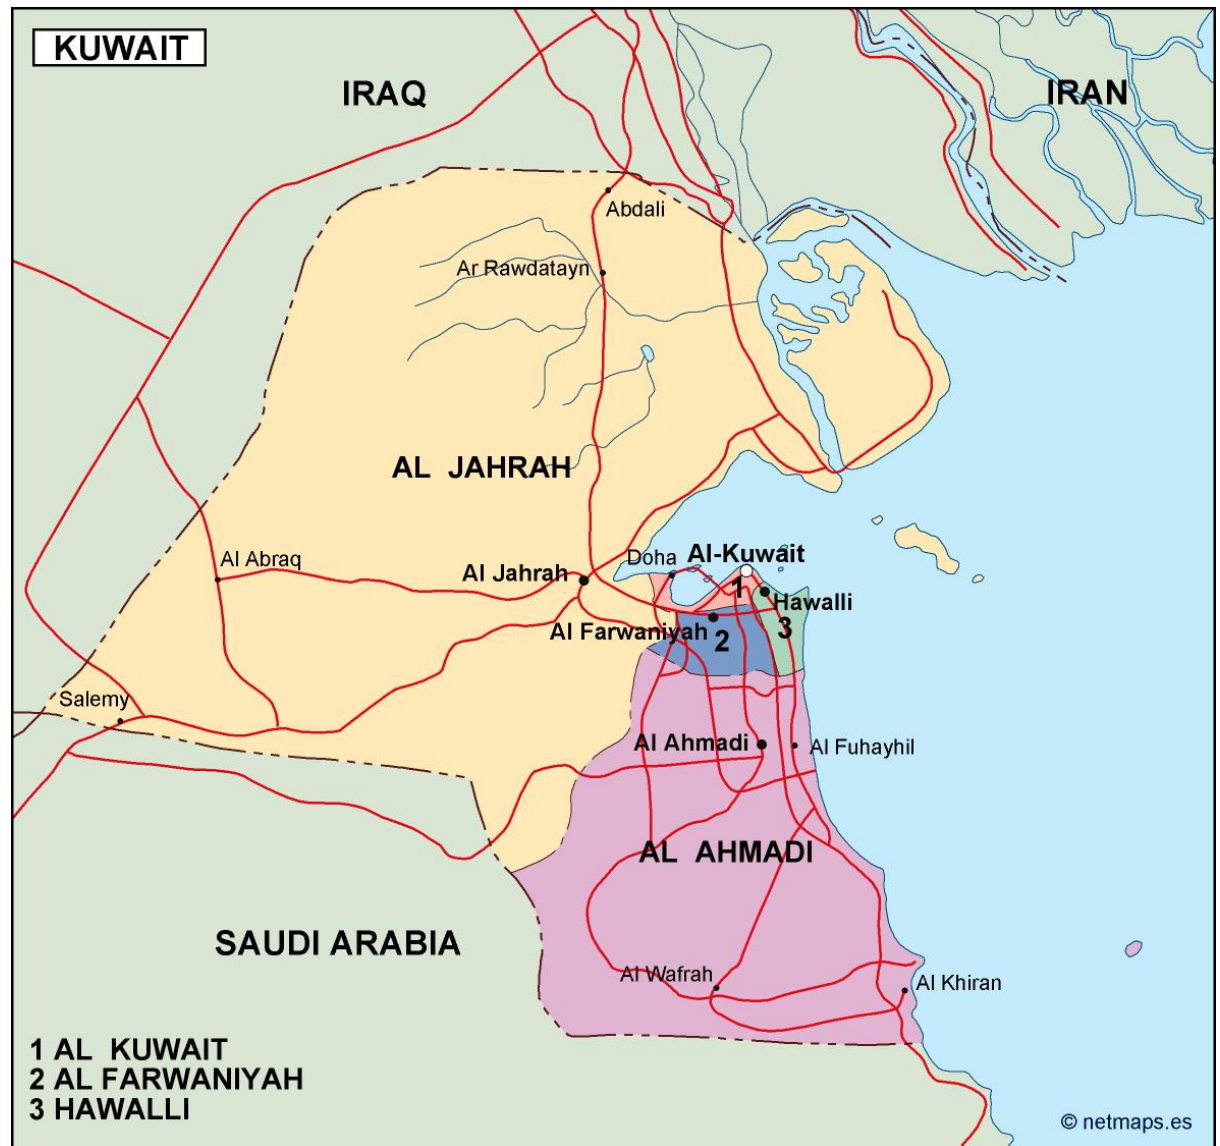 KUWAIT
IRAQ
IRAN
Abdali
Ar Rawdatayn
AL JAHRAH
Al Abraq
Al Jahrah
Doha
Al-Kuwait
1
Hawalli
Al Farwaniyah
2
3
Salemy
Al Ahmadi
Al Fuhayhil
AL AHMADI
SAUDI ARABIA
Al Wafrah
Al Khiran
1 AL KUWAIT
2 AL FARWANIYAH
3 HAWALLI
© netmaps.es